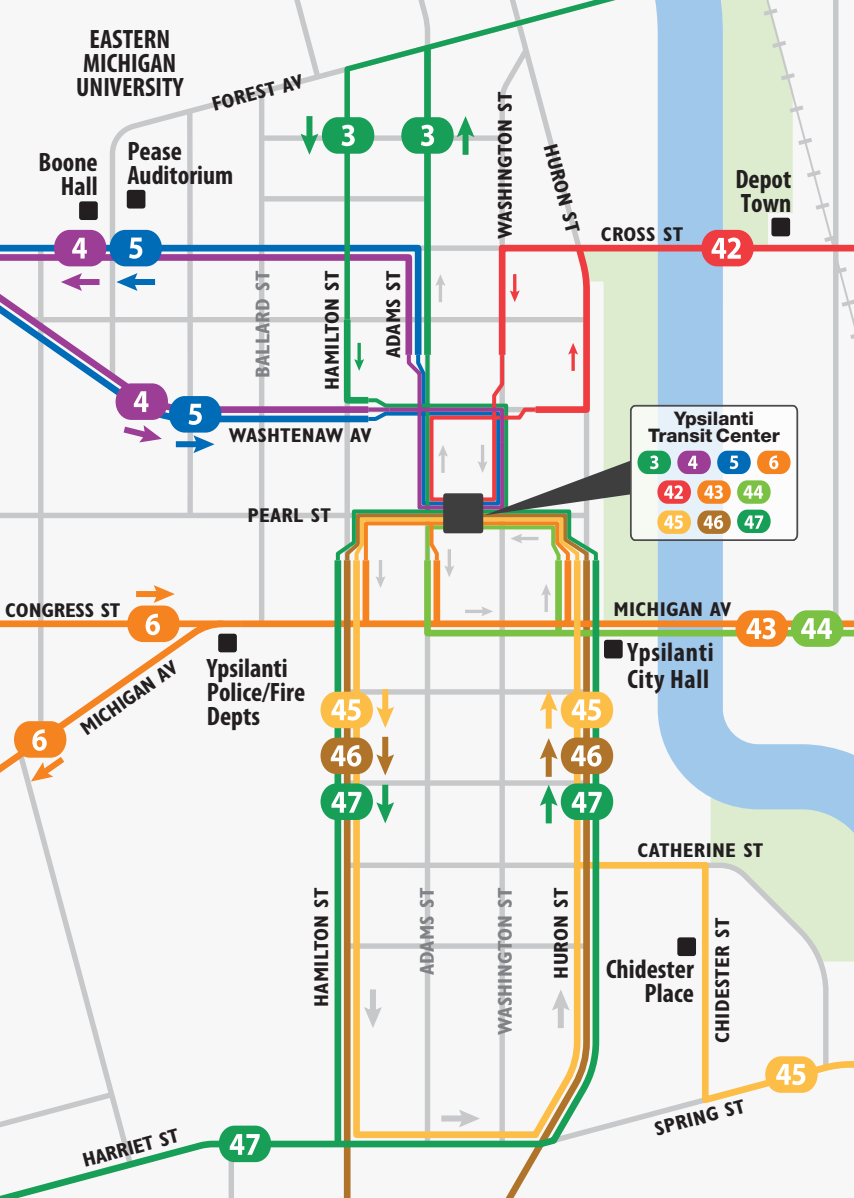 EASTERN
MICHIGAN
UNIVERSITY
FOREST AV
3
3
WASHINGTON ST
HURON ST
Boone
Hall
Pease
Auditorium
Depot
Town
4
5
CROSS ST
42
BALLARD ST
HAMILTON ST
ADAMS ST
4
5
WASHTENAW AV
Ypsilanti
Transit Center
3
4
5
6
42
43
44
45
46
47
PEARL ST
CONGRESS ST
6
MICHIGAN AV
43
44
Ypsilanti
Police/Fire
Depts
Ypsilanti
City Hall
MICHIGAN AV
6
45
45
46
46
47
47
CATHERINE ST
HAMILTON ST
ADAMS ST
WASHINGTON ST
HURON ST
Chidester
Place
CHIDESTER ST
45
SPRING ST
HARRIET ST
47